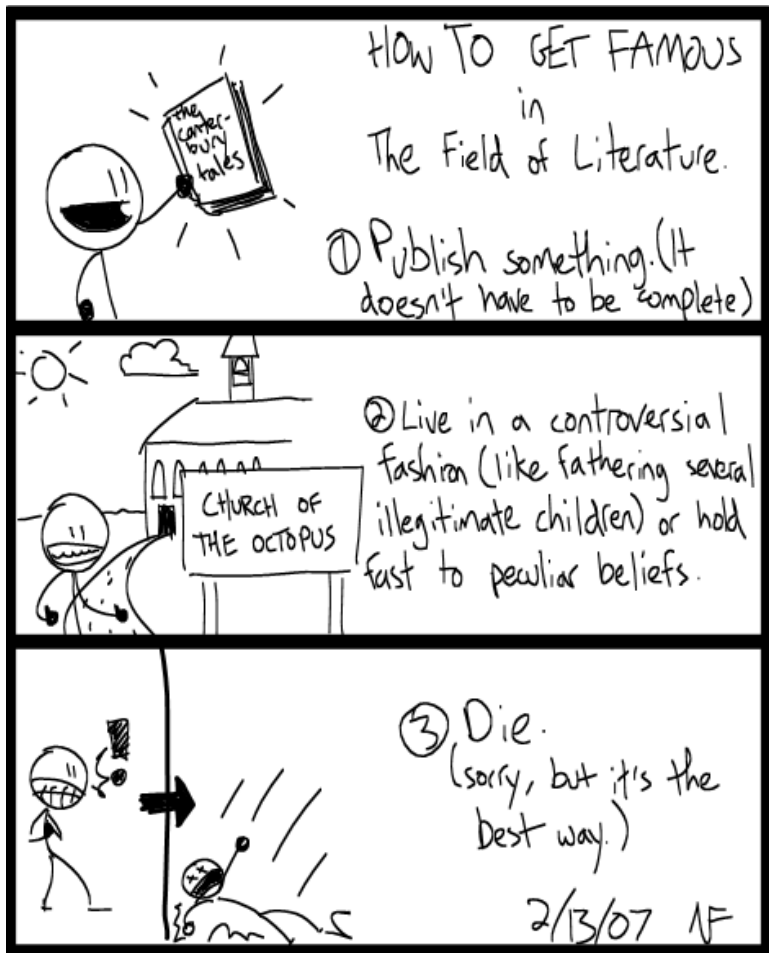 the
canter-
bury
tales
HOW TO GET FAMOUS
in
The Field of Literature.
① Publish something. (It
doesn't have to be complete)
CHURCH OF
THE OCTOPUS
② Live in a controversial
fashion (like fathering several
illegitimate children) or hold
fast to peculiar beliefs.
!
③ Die.
(sorry, but it's the
best way.)
2/13/07 NF